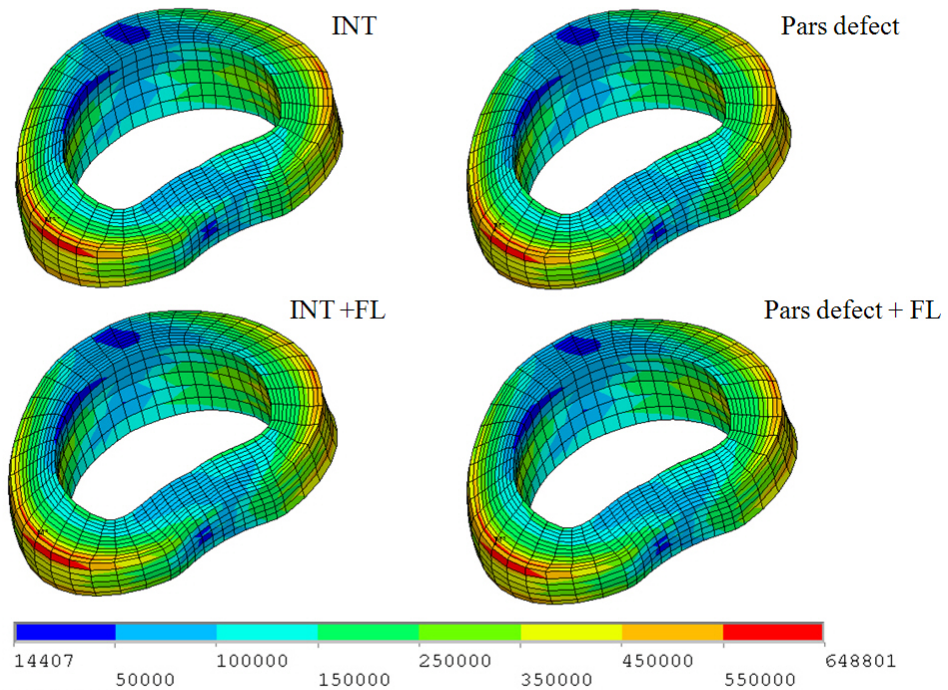 INT
Pars defect
INT +FL
Pars defect + FL
14407 100000 250000 450000 648801
50000 150000 350000 550000